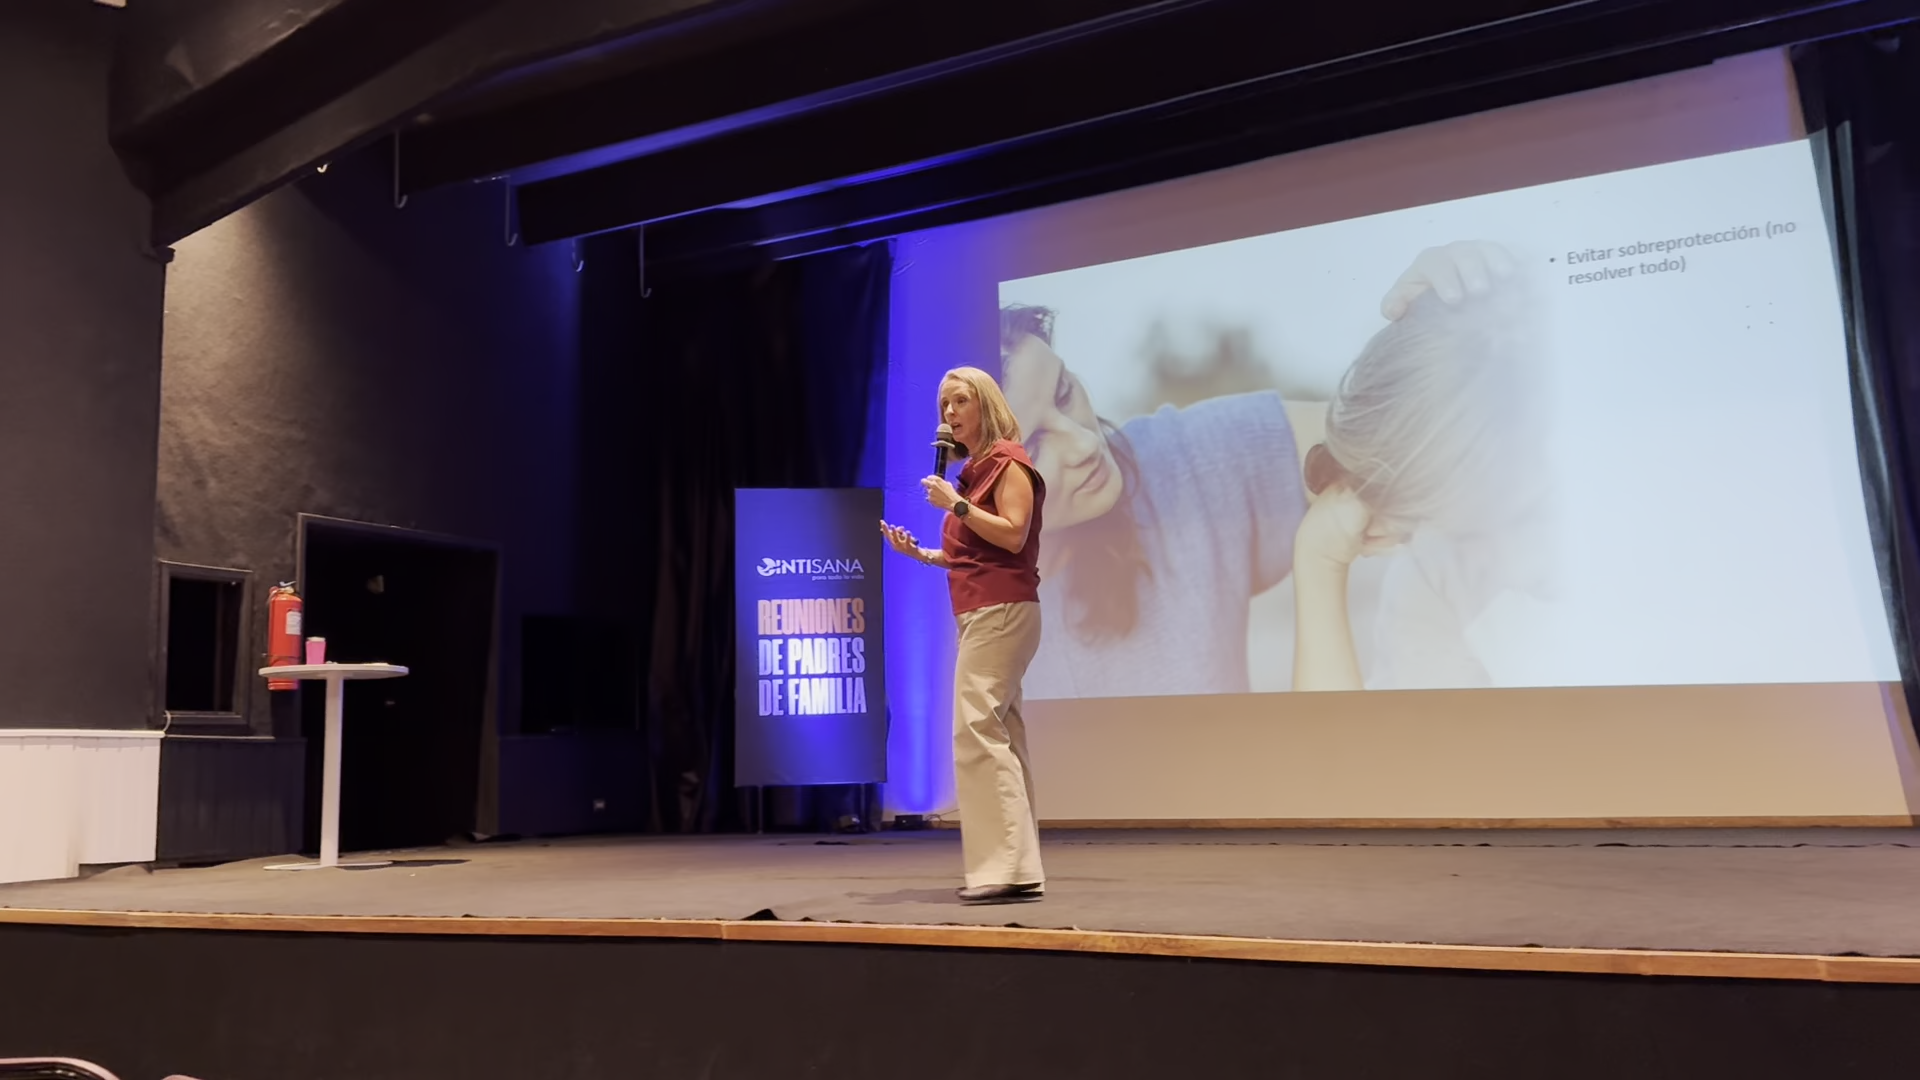 • Evitar sobreprotección (no
resolver todo)
INTISANA
para toda la vida
REUNIONES
DE PADRES
DE FAMILIA